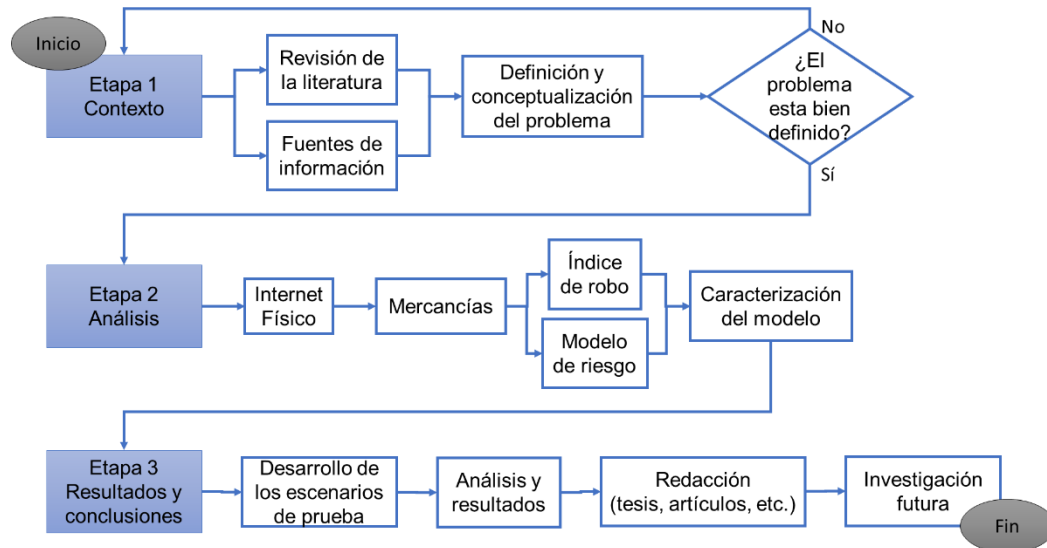 Inicio
Etapa 1
Contexto
Revisión de
la literatura
Fuentes de
información
Definición y
conceptualización
del problema
¿El
problema
esta bien
definido?
No
Sí
Etapa 2
Análisis
Internet
Físico
Mercancías
Índice
de robo
Modelo
de riesgo
Caracterización
del modelo
Etapa 3
Resultados y
conclusiones
Desarrollo de
los escenarios
de prueba
Análisis y
resultados
Redacción
(tesis, artículos, etc.)
Investigación
futura
Fin